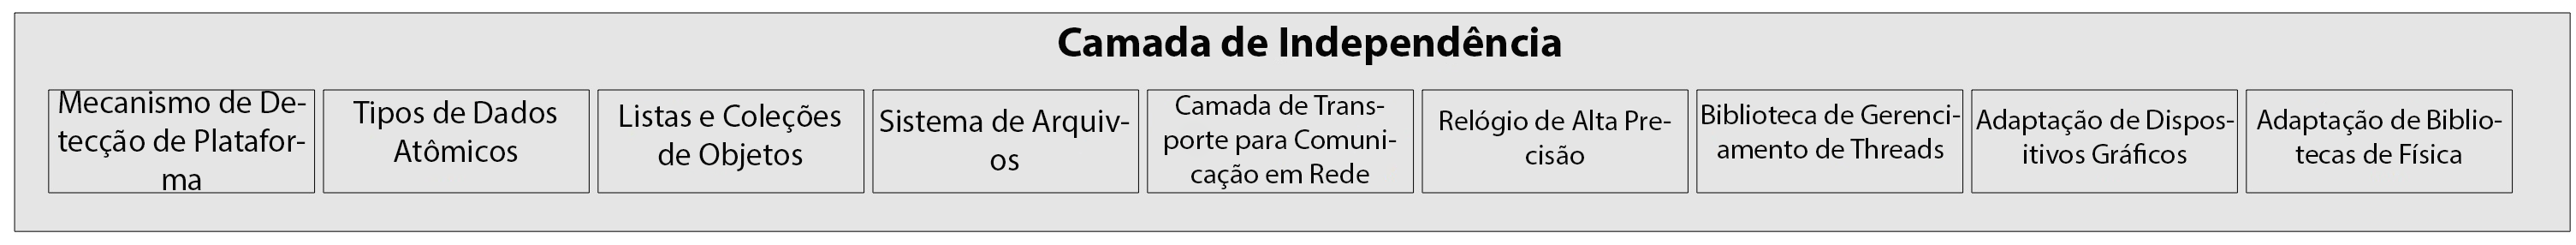 Camada de Independência
Mecanismo de De-
tecção de Platafor-
ma
Tipos de Dados
Atômicos
Listas e Coleções
de Objetos
Sistema de Arquiv-
os
Camada de Trans-
porte para Comuni-
cação em Rede
Relógio de Alta Pre-
cisão
Biblioteca de Gerenci-
amento de Threads
Adaptação de Dispos-
itivos Gráficos
Adaptação de Biblio-
tecas de Física